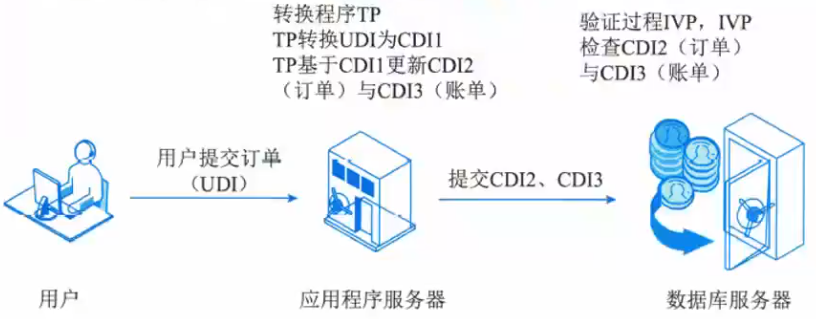 转换程序TP
TP转换UDI为CDI1
TP基于CDI1更新CDI2
（订单）与CDI3（账单）
验证过程IVP，IVP
检查CDI2（订单）
与CDI3（账单）
用户提交订单
（UDI）
提交CDI2、CDI3
用户
应用程序服务器
数据库服务器